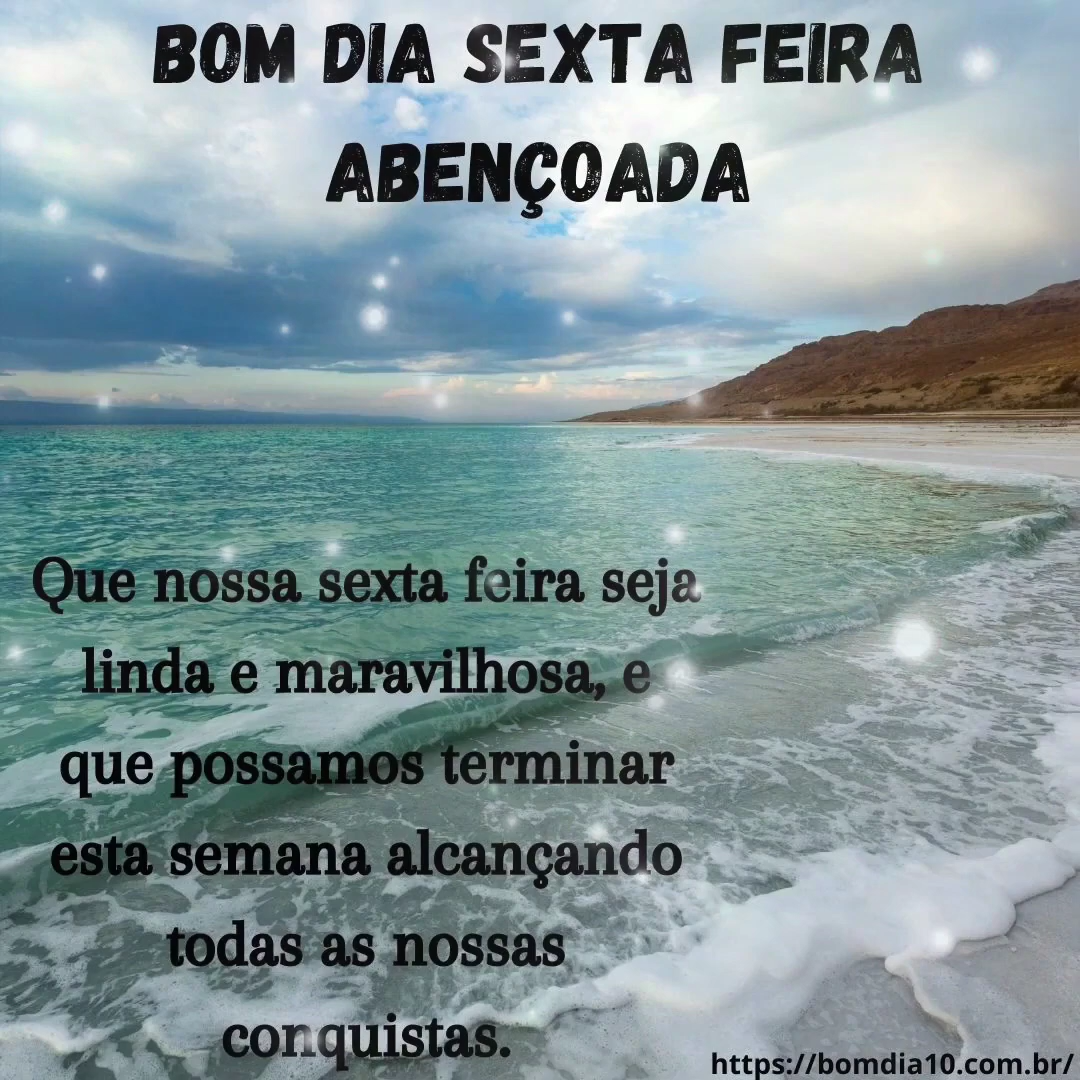 BOM DIA SEXTA FEIRA
ABENÇOADA
Que nossa sexta feira seja
linda e maravilhosa, e
que possamos terminar
esta semana alcançando
todas as nossas
conquistas.
https://bomdia10.com.br/